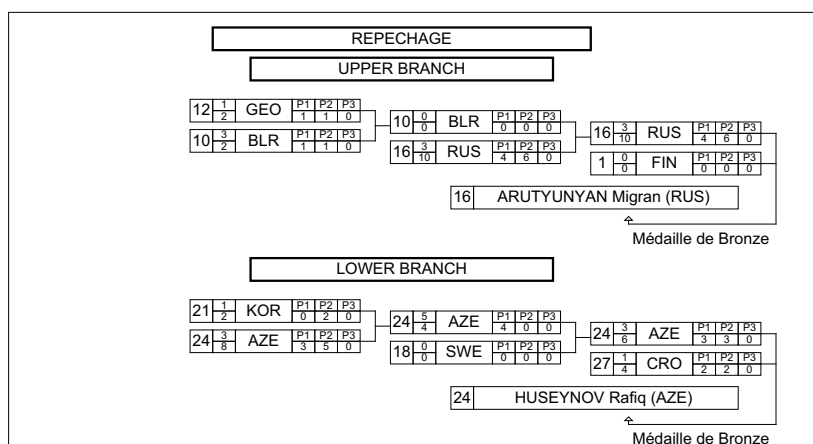 REPECHAGE
UPPER BRANCH
12 1 2 GEO P1 P2 P3 1 1 0
10 3 2 BLR P1 P2 P3 1 1 0
10 0 0 BLR P1 P2 P3 0 0 0
16 3 10 RUS P1 P2 P3 4 6 0
16 3 10 RUS P1 P2 P3 4 6 0
1 0 0 FIN P1 P2 P3 0 0 0
16 ARUTYUNYAN Migran (RUS)
Médaille de Bronze
LOWER BRANCH
21 1 2 KOR P1 P2 P3 0 2 0
24 3 8 AZE P1 P2 P3 3 5 0
24 5 4 AZE P1 P2 P3 4 0 0
18 0 0 SWE P1 P2 P3 0 0 0
24 3 6 AZE P1 P2 P3 3 3 0
27 1 4 CRO P1 P2 P3 2 2 0
24 HUSEYNOV Rafiq (AZE)
Médaille de Bronze